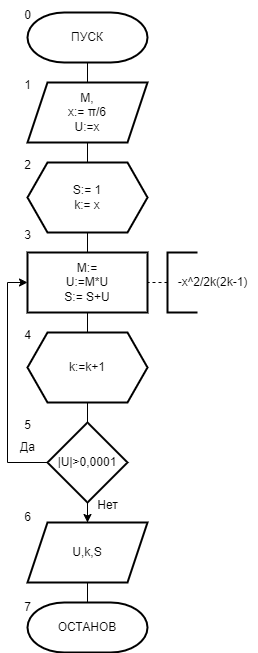 0
ПУСК
1
M,
x:= π/6
U:=x
2
S:= 1
k:= x
3
M:=
U:=M*U
S:= S+U
-x^2/2k(2k-1)
4
k:=k+1
5
Да
|U|>0,0001
Нет
6
U,k,S
7
ОСТАНОВ